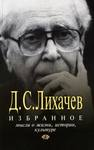 Д.С.Лихачев
ИЗБРАННОЕ
мысли о жизни, истории,
культуре